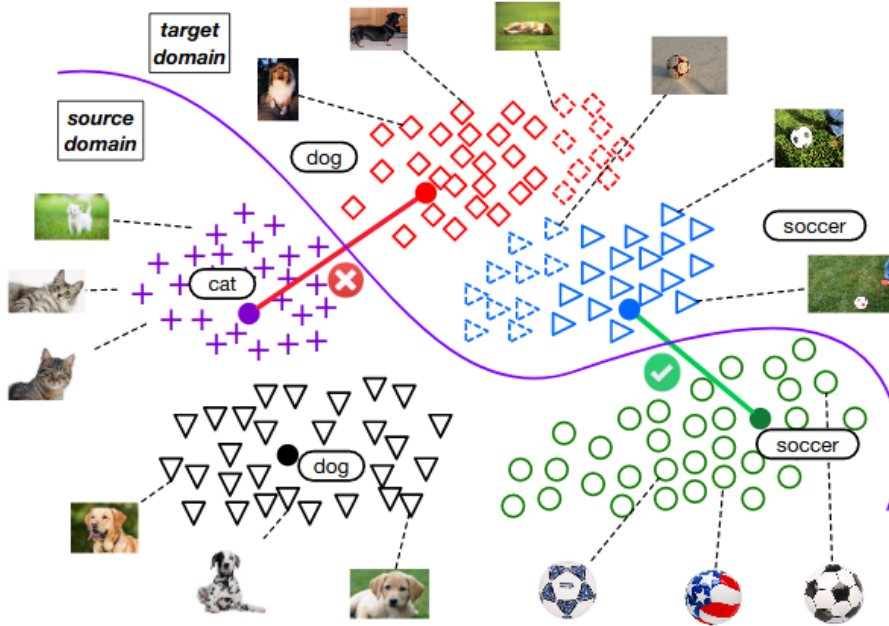 target
domain
source
domain
dog
soccer
cat
dog
soccer